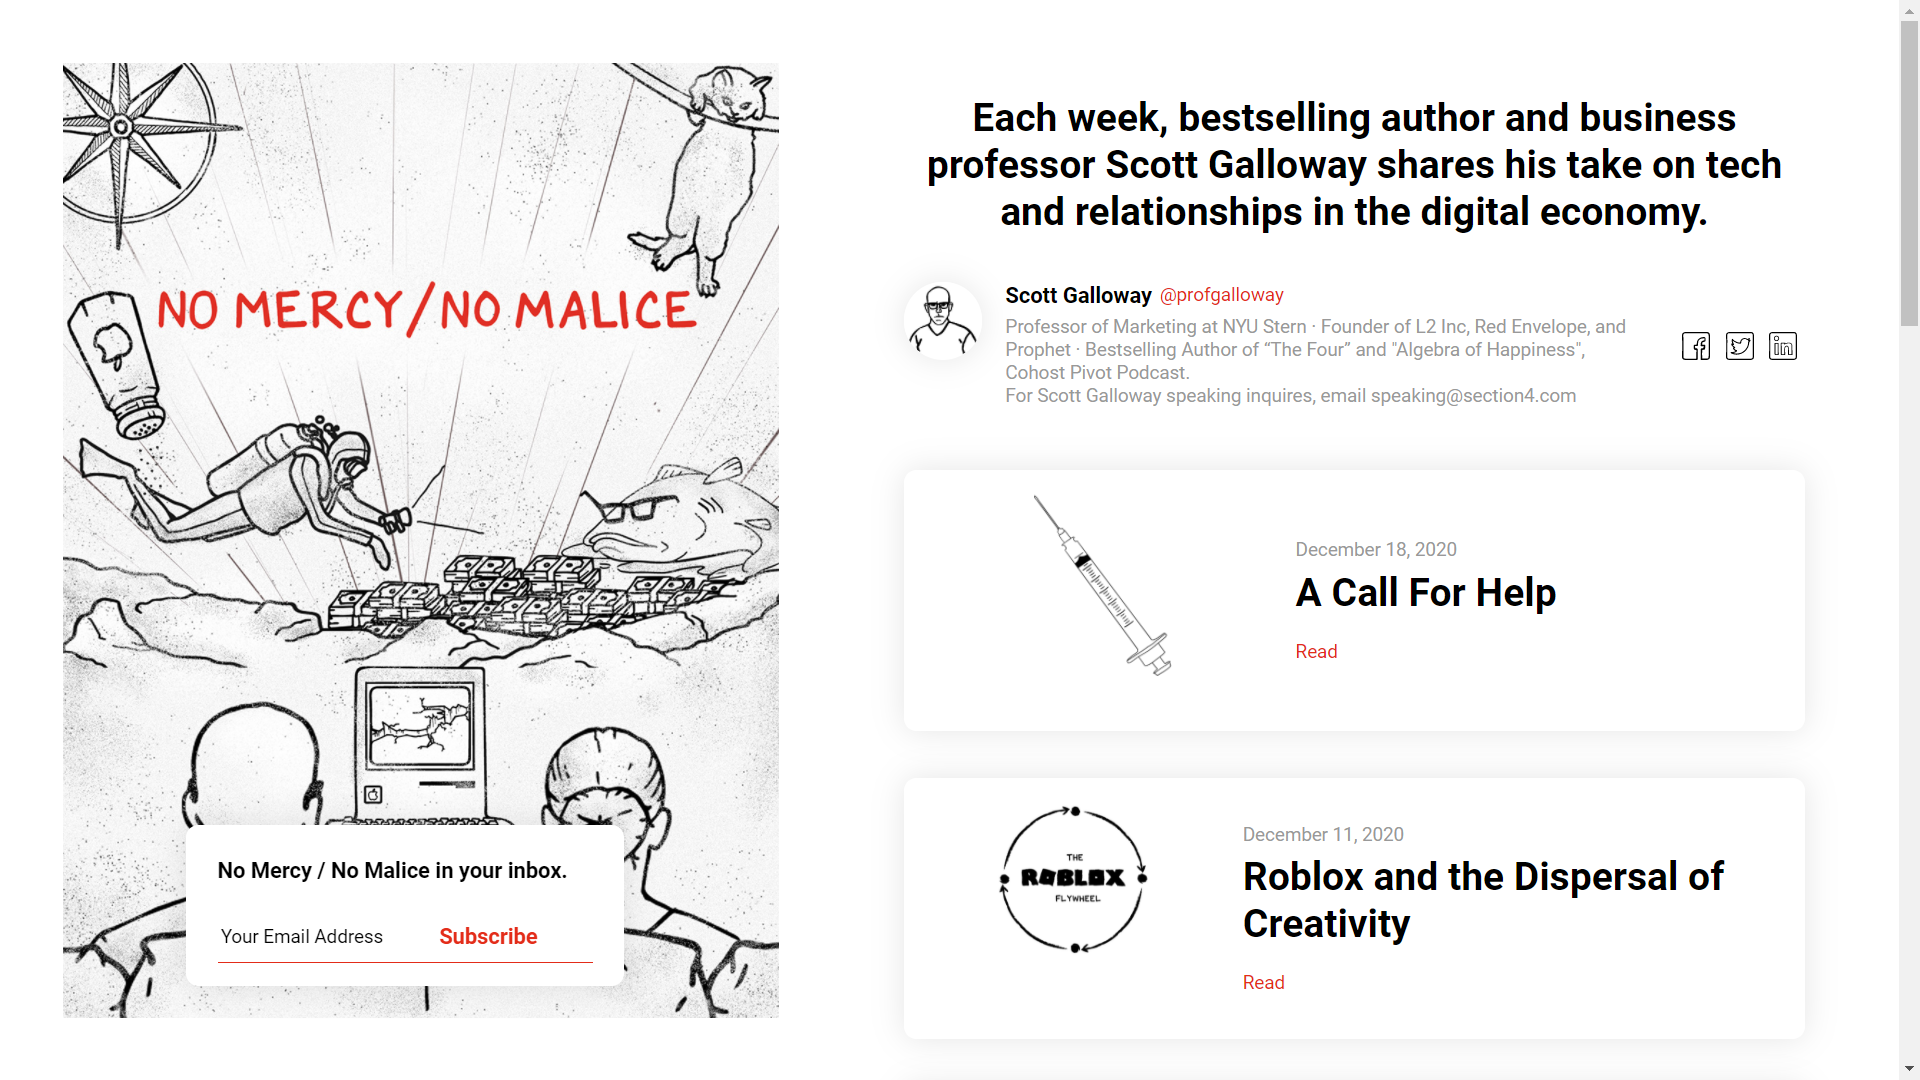 NO MERCY/NO MALICE
No Mercy / No Malice in your inbox.
Your Email Address
Subscribe
Each week, bestselling author and business
professor Scott Galloway shares his take on tech
and relationships in the digital economy.
Scott Galloway @profgalloway
Professor of Marketing at NYU Stern · Founder of L2 Inc, Red Envelope, and
Prophet · Bestselling Author of “The Four” and "Algebra of Happiness",
Cohost Pivot Podcast.
For Scott Galloway speaking inquires, email speaking@section4.com
December 18, 2020
A Call For Help
Read
THE
ROBLOX
FLYWHEEL
December 11, 2020
Roblox and the Dispersal of
Creativity
Read